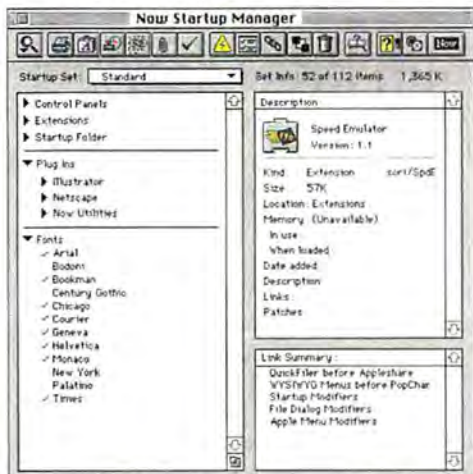 Now Startup Manager
Now
Startup Set: Standard
Set Info: 52 of 112 items 1,365 K
Control Panels
Extensions
Startup Folder
Plug Ins
Illustrator
Netscape
Now Utilities
Fonts
✓ Arial
Bodoni
✓ Bookman
Century Gothic
✓ Chicago
✓ Courier
✓ Geneva
✓ Helvetica
✓ Monaco
New York
Palatino
✓ Times
Description
Speed Emulator
Version: 1.1
Kind: Extension scri/SpdE
Size: 57K
Location: Extensions
Memory: (Unavailable)
In use
When loaded
Date added
Description
Links:
Patches
Link Summary:
QuickFiler before Appleshare
WYSIWYG Menus before PopChar
Startup Modifiers
File Dialog Modifiers
Apple Menu Modifiers